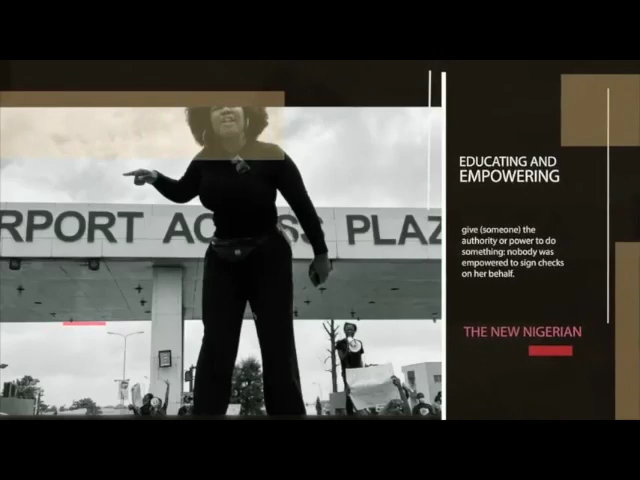 RPORT ACCESS PLAZ
EDUCATING AND
EMPOWERING
give (someone) the
authority or power to do
something: nobody was
empowered to sign checks
on her behalf.
THE NEW NIGERIAN